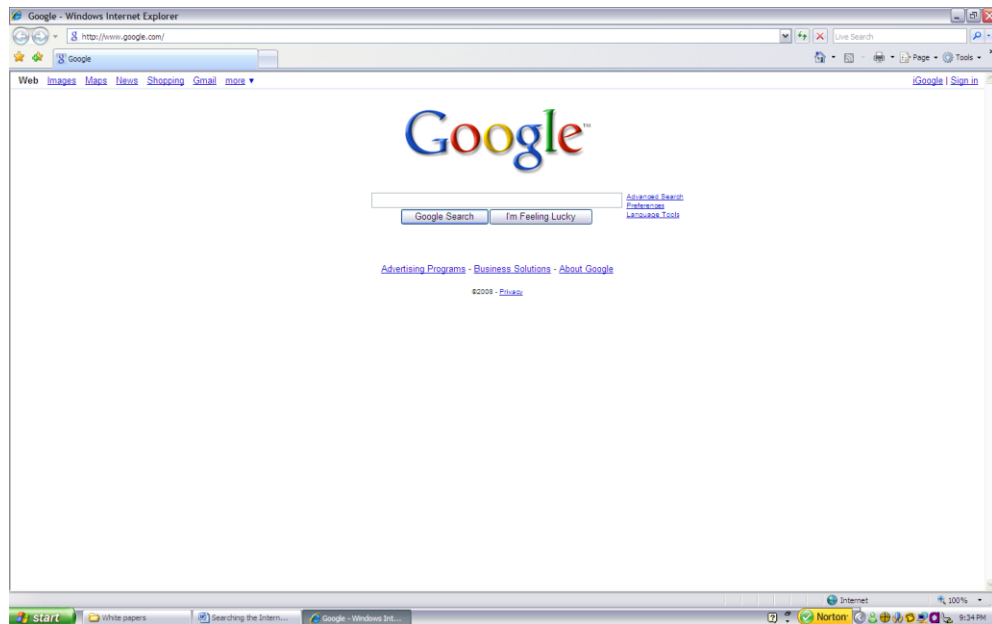 Google - Windows Internet Explorer
http://www.google.com/ Live Search
Google Page Tools
Web Images Maps News Shopping Gmail more ▼ iGoogle | Sign in
Google™
Advanced Search
Preferences
Language Tools
Google Search I'm Feeling Lucky
Advertising Programs - Business Solutions - About Google
©2008 - Privacy
Internet 100%
start White papers Searching the Intern... Google - Windows Int... Norton 9:34 PM